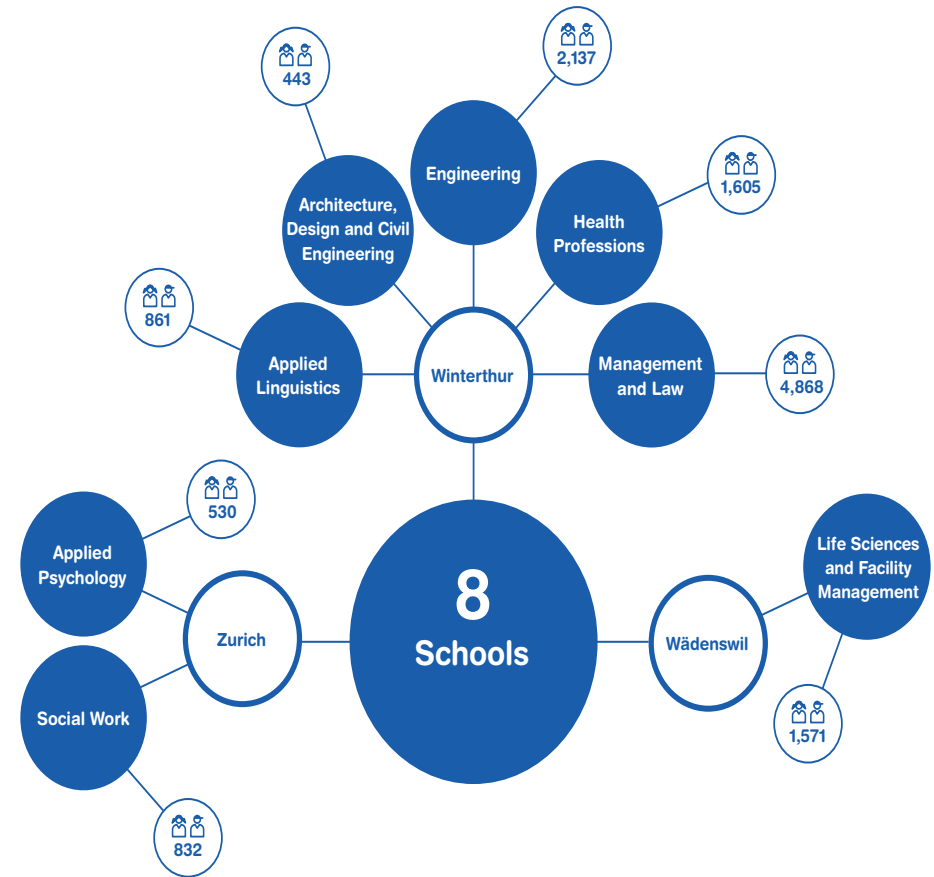 2,137
443
Engineering
1,605
Architecture,
Design and Civil
Engineering
Health
Professions
861
Applied
Linguistics
Winterthur
Management
and Law
4,868
530
Applied
Psychology
Life Sciences
and Facility
Management
8
Schools
Zurich
Wädenswil
Social Work
1,571
832